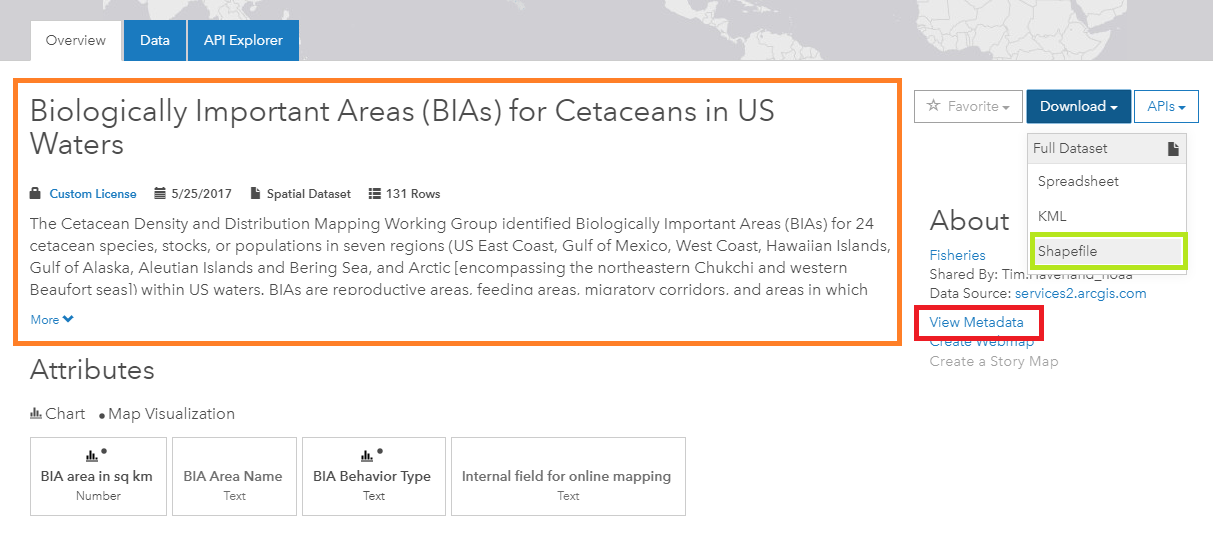 Overview Data API Explorer
Biologically Important Areas (BIAs) for Cetaceans in US
Waters
Custom License 5/25/2017 Spatial Dataset 131 Rows
The Cetacean Density and Distribution Mapping Working Group identified Biologically Important Areas (BIAs) for 24
cetacean species, stocks, or populations in seven regions (US East Coast, Gulf of Mexico, West Coast, Hawaiian Islands,
Gulf of Alaska, Aleutian Islands and Bering Sea, and Arctic [encompassing the northeastern Chukchi and western
Beaufort seas]) within US waters. BIAs are reproductive areas, feeding areas, migratory corridors, and areas in which
More
Favorite Download APIs
Full Dataset
Spreadsheet
KML
Shapefile
About
Fisheries
Shared By: Tim.Haverland_noaa
Data Source: services2.arcgis.com
View Metadata
Create Webmap
Create a Story Map
Attributes
Chart Map Visualization
BIA area in sq km
Number
BIA Area Name
Text
BIA Behavior Type
Text
Internal field for online mapping
Text